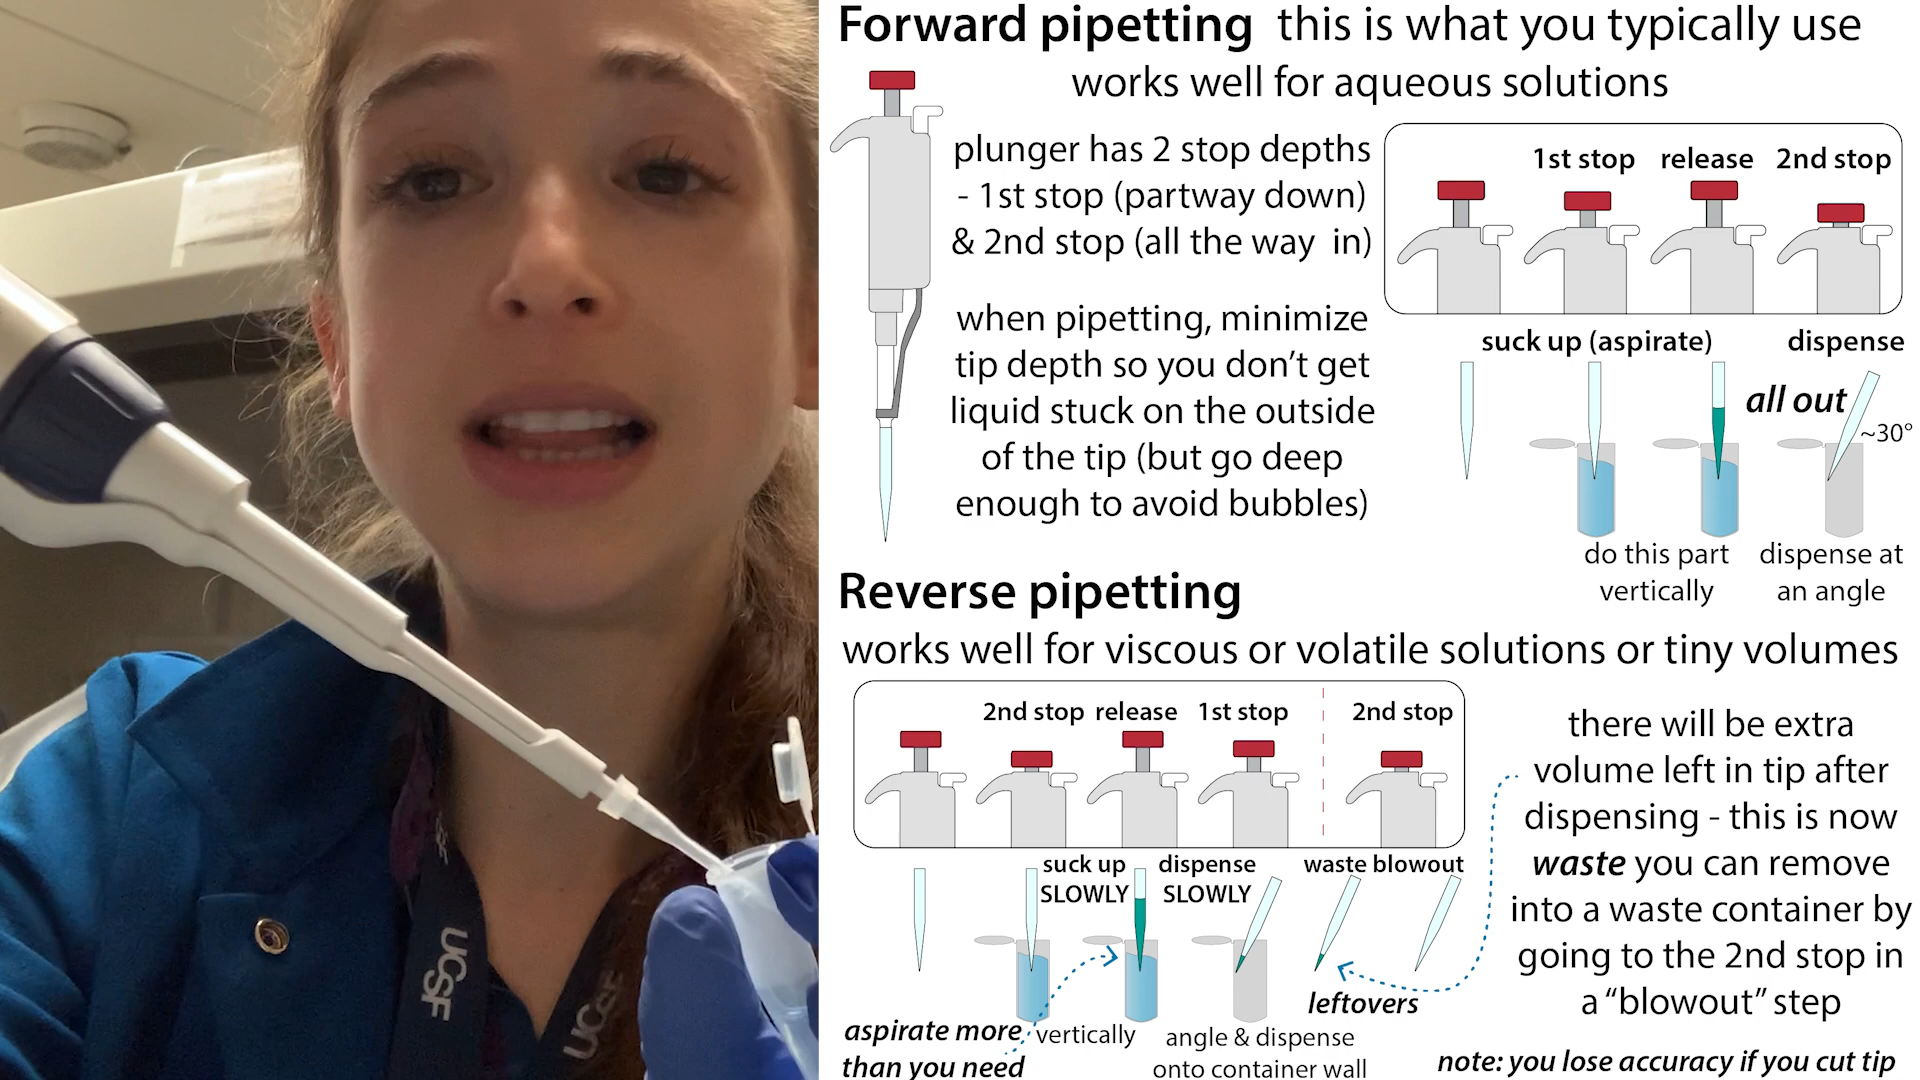 Forward pipetting this is what you typically use
works well for aqueous solutions
plunger has 2 stop depths
- 1st stop (partway down)
& 2nd stop (all the way in)
when pipetting, minimize
tip depth so you don't get
liquid stuck on the outside
of the tip (but go deep
enough to avoid bubbles)
1st stop release 2nd stop
suck up (aspirate) dispense
all out
~30°
do this part
vertically
dispense at
an angle
Reverse pipetting
works well for viscous or volatile solutions or tiny volumes
2nd stop release 1st stop 2nd stop
suck up
SLOWLY
dispense
SLOWLY
waste blowout
leftovers
aspirate more
than you need
vertically
angle & dispense
onto container wall
there will be extra
volume left in tip after
dispensing - this is now
waste you can remove
into a waste container by
going to the 2nd stop in
a "blowout" step
note: you lose accuracy if you cut tip
UCSF
UCSF